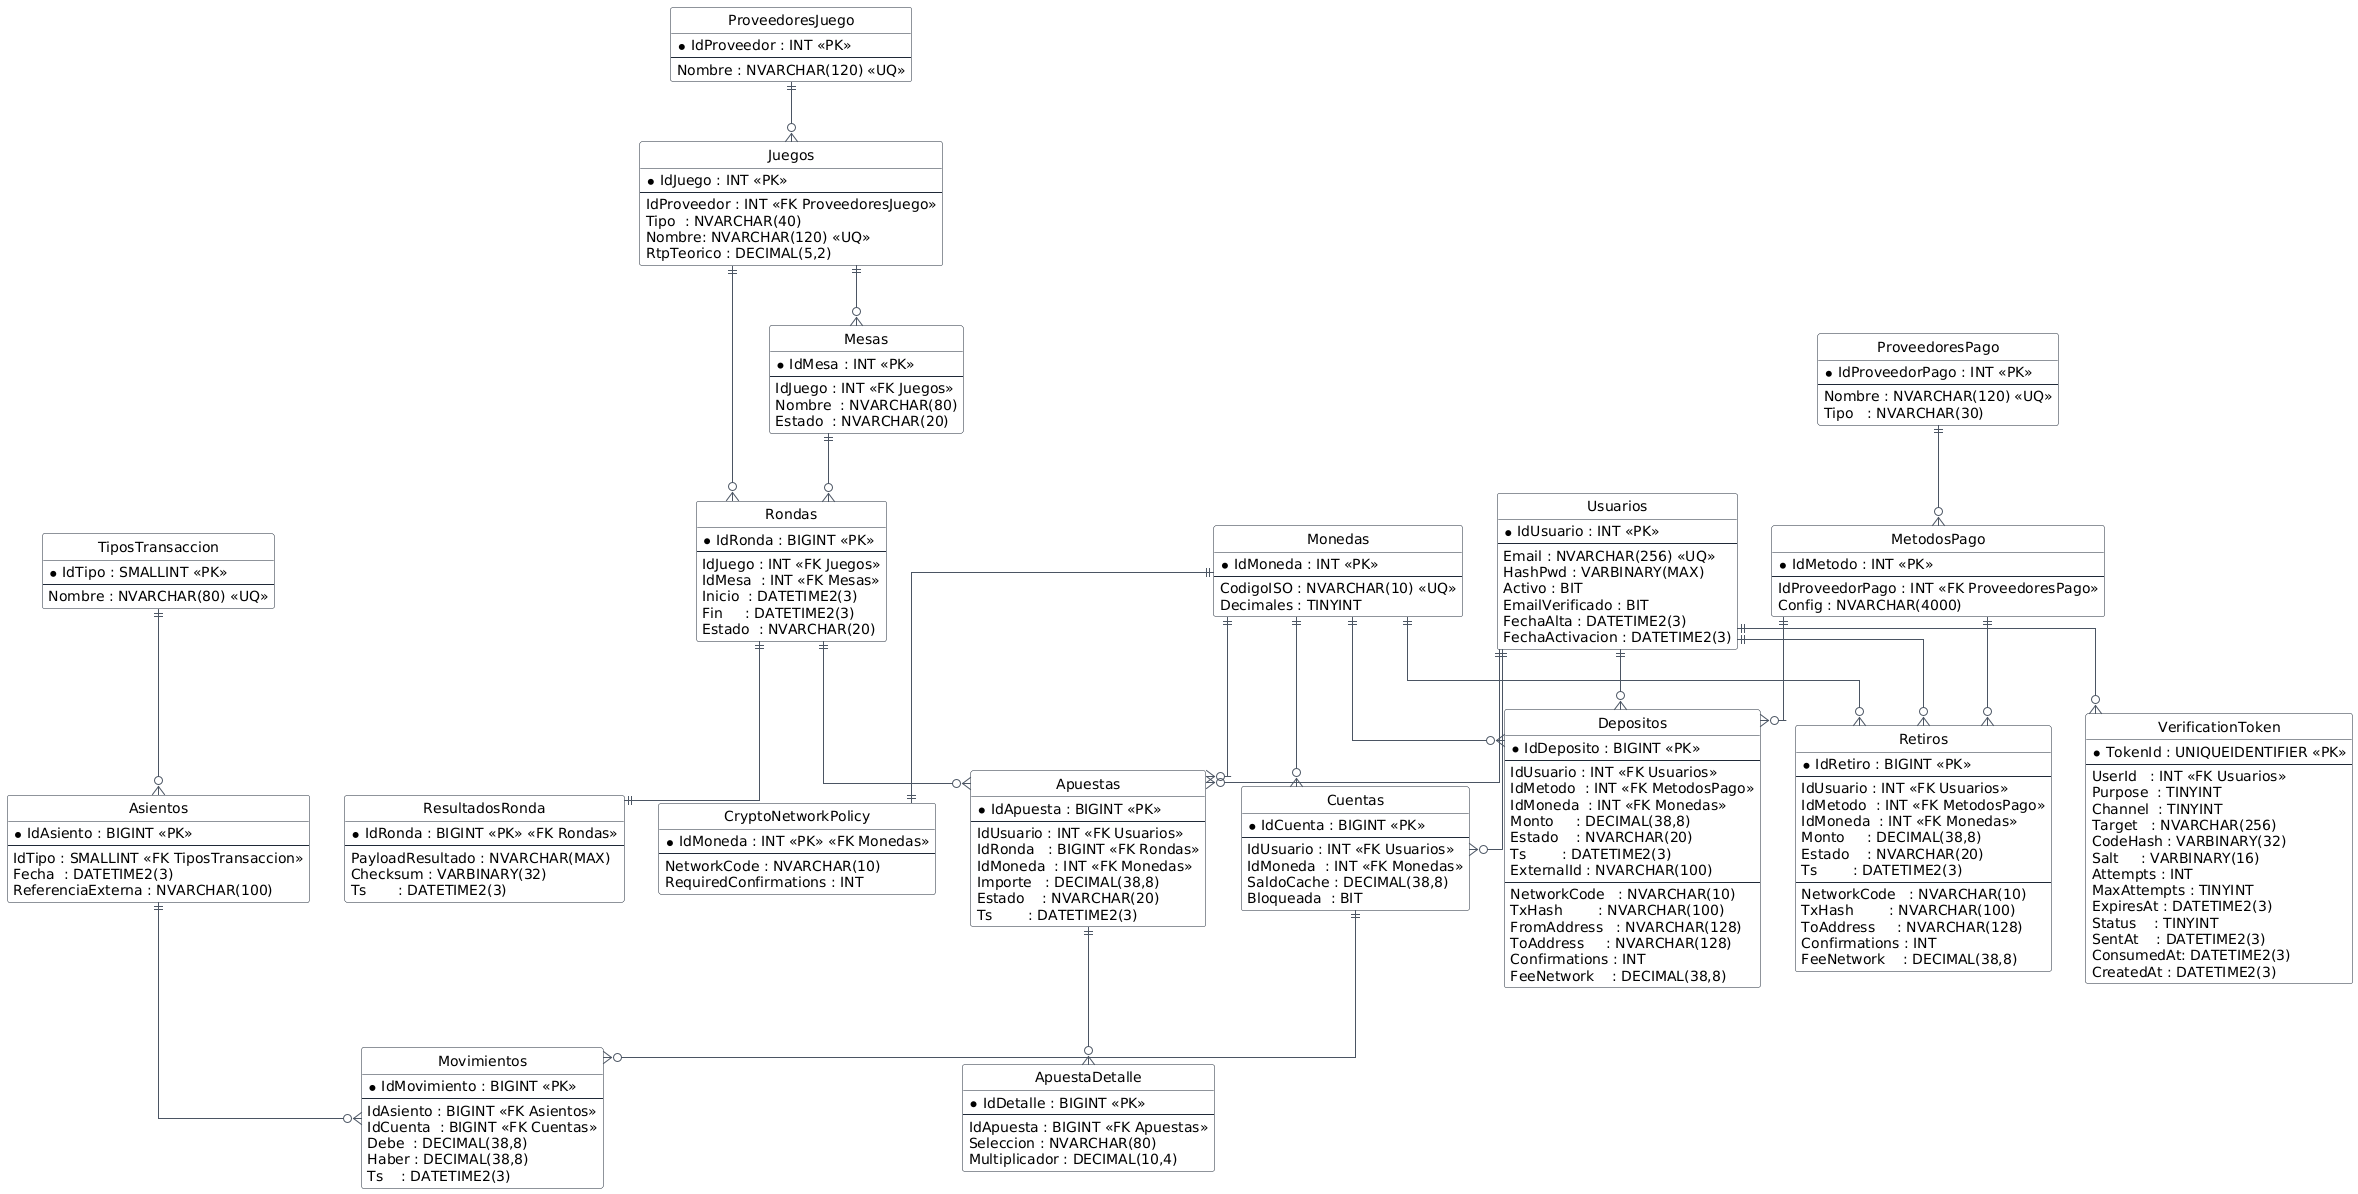 ProveedoresJuego
IdProveedor : INT «PK»
Nombre : NVARCHAR(120) «UQ»
Juegos
IdJuego : INT «PK»
IdProveedor : INT «FK ProveedoresJuego»
Tipo : NVARCHAR(40)
Nombre: NVARCHAR(120) «UQ»
RtpTeorico : DECIMAL(5,2)
Mesas
IdMesa : INT «PK»
IdJuego : INT «FK Juegos»
Nombre : NVARCHAR(80)
Estado : NVARCHAR(20)
ProveedoresPago
IdProveedorPago : INT «PK»
Nombre : NVARCHAR(120) «UQ»
Tipo : NVARCHAR(30)
TiposTransaccion
IdTipo : SMALLINT «PK»
Nombre : NVARCHAR(80) «UQ»
Rondas
IdRonda : BIGINT «PK»
IdJuego : INT «FK Juegos»
IdMesa : INT «FK Mesas»
Inicio : DATETIME2(3)
Fin : DATETIME2(3)
Estado : NVARCHAR(20)
Monedas
IdMoneda : INT «PK»
CodigoISO : NVARCHAR(10) «UQ»
Decimales : TINYINT
Usuarios
IdUsuario : INT «PK»
Email : NVARCHAR(256) «UQ»
HashPwd : VARBINARY(MAX)
Activo : BIT
EmailVerificado : BIT
FechaAlta : DATETIME2(3)
FechaActivacion : DATETIME2(3)
MetodosPago
IdMetodo : INT «PK»
IdProveedorPago : INT «FK ProveedoresPago»
Config : NVARCHAR(4000)
Asientos
IdAsiento : BIGINT «PK»
IdTipo : SMALLINT «FK TiposTransaccion»
Fecha : DATETIME2(3)
ReferenciaExterna : NVARCHAR(100)
ResultadosRonda
IdRonda : BIGINT «PK» «FK Rondas»
PayloadResultado : NVARCHAR(MAX)
Checksum : VARBINARY(32)
Ts : DATETIME2(3)
CryptoNetworkPolicy
IdMoneda : INT «PK» «FK Monedas»
NetworkCode : NVARCHAR(10)
RequiredConfirmations : INT
Apuestas
IdApuesta : BIGINT «PK»
IdUsuario : INT «FK Usuarios»
IdRonda : BIGINT «FK Rondas»
IdMoneda : INT «FK Monedas»
Importe : DECIMAL(38,8)
Estado : NVARCHAR(20)
Ts : DATETIME2(3)
Cuentas
IdCuenta : BIGINT «PK»
IdUsuario : INT «FK Usuarios»
IdMoneda : INT «FK Monedas»
SaldoCache : DECIMAL(38,8)
Bloqueada : BIT
Depositos
IdDeposito : BIGINT «PK»
IdUsuario : INT «FK Usuarios»
IdMetodo : INT «FK MetodosPago»
IdMoneda : INT «FK Monedas»
Monto : DECIMAL(38,8)
Estado : NVARCHAR(20)
Ts : DATETIME2(3)
ExternalId : NVARCHAR(100)
NetworkCode : NVARCHAR(10)
TxHash : NVARCHAR(100)
FromAddress : NVARCHAR(128)
ToAddress : NVARCHAR(128)
Confirmations : INT
FeeNetwork : DECIMAL(38,8)
Retiros
IdRetiro : BIGINT «PK»
IdUsuario : INT «FK Usuarios»
IdMetodo : INT «FK MetodosPago»
IdMoneda : INT «FK Monedas»
Monto : DECIMAL(38,8)
Estado : NVARCHAR(20)
Ts : DATETIME2(3)
NetworkCode : NVARCHAR(10)
TxHash : NVARCHAR(100)
ToAddress : NVARCHAR(128)
Confirmations : INT
FeeNetwork : DECIMAL(38,8)
VerificationToken
TokenId : UNIQUEIDENTIFIER «PK»
UserId : INT «FK Usuarios»
Purpose : TINYINT
Channel : TINYINT
Target : NVARCHAR(256)
CodeHash : VARBINARY(32)
Salt : VARBINARY(16)
Attempts : INT
MaxAttempts : TINYINT
ExpiresAt : DATETIME2(3)
Status : TINYINT
SentAt : DATETIME2(3)
ConsumedAt: DATETIME2(3)
CreatedAt : DATETIME2(3)
Movimientos
IdMovimiento : BIGINT «PK»
IdAsiento : BIGINT «FK Asientos»
IdCuenta : BIGINT «FK Cuentas»
Debe : DECIMAL(38,8)
Haber : DECIMAL(38,8)
Ts : DATETIME2(3)
ApuestaDetalle
IdDetalle : BIGINT «PK»
IdApuesta : BIGINT «FK Apuestas»
Seleccion : NVARCHAR(80)
Multiplicador : DECIMAL(10,4)